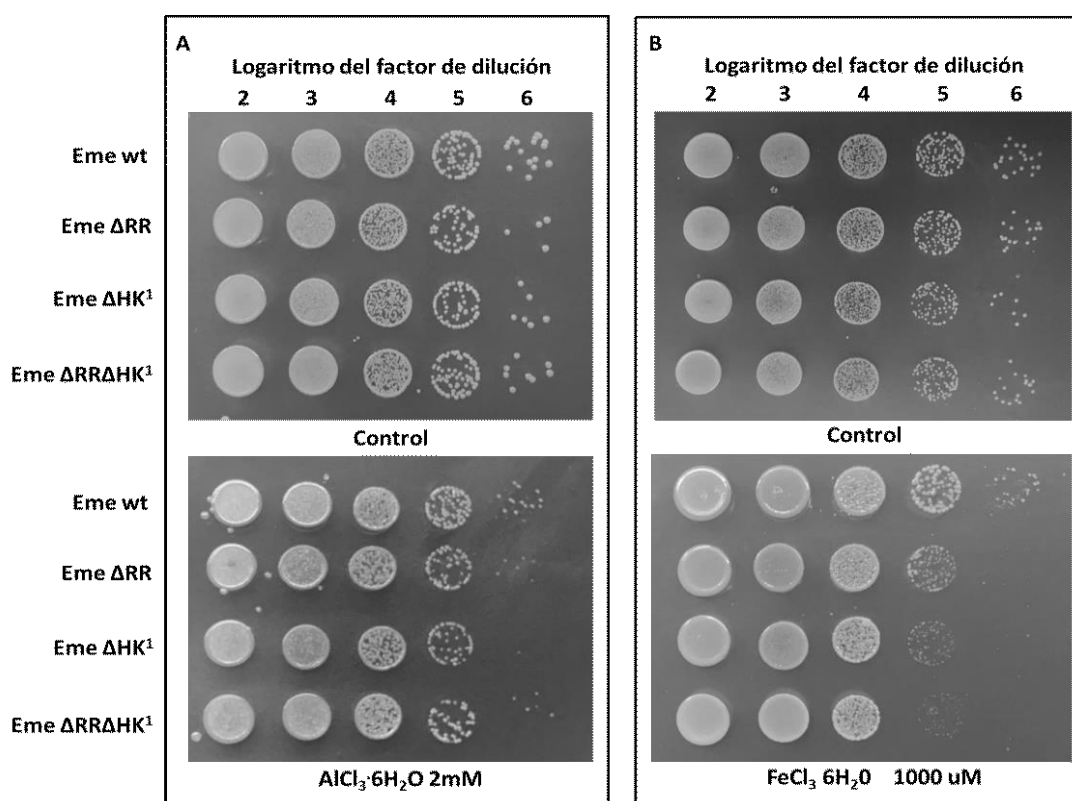 A
Logaritmo del factor de dilución
2 3 4 5 6
Eme wt
Eme ΔRR
Eme ΔHK¹
Eme ΔRRΔHK¹
Control
Eme wt
Eme ΔRR
Eme ΔHK¹
Eme ΔRRΔHK¹
AlCl₃·6H₂O 2mM
B
Logaritmo del factor de dilución
2 3 4 5 6
Control
FeCl₃ 6H₂0 1000 uM